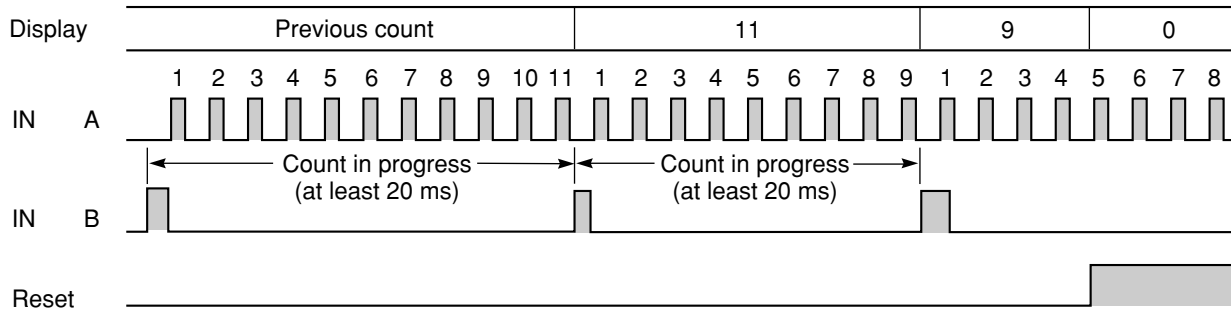 Display Previous count 11 9 0
1 2 3 4 5 6 7 8 9 10 11 1 2 3 4 5 6 7 8 9 1 2 3 4 5 6 7 8
IN A
Count in progress Count in progress
(at least 20 ms) (at least 20 ms)
IN B
Reset